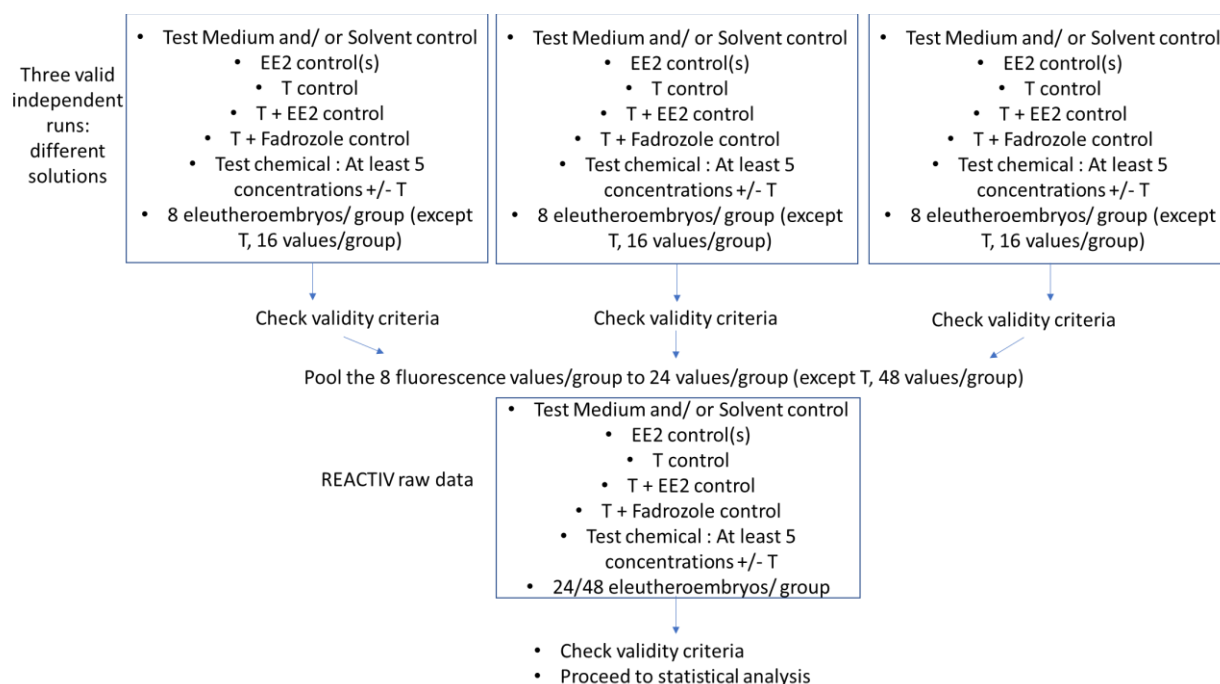 Three valid
independent
runs:
different
solutions
• Test Medium and/ or Solvent control
• EE2 control(s)
• T control
• T + EE2 control
• T + Fadrozole control
• Test chemical : At least 5
concentrations +/- T
• 8 eleutheroembryos/ group (except
T, 16 values/group)
• Test Medium and/ or Solvent control
• EE2 control(s)
• T control
• T + EE2 control
• T + Fadrozole control
• Test chemical : At least 5
concentrations +/- T
• 8 eleutheroembryos/ group (except
T, 16 values/group)
• Test Medium and/ or Solvent control
• EE2 control(s)
• T control
• T + EE2 control
• T + Fadrozole control
• Test chemical : At least 5
concentrations +/- T
• 8 eleutheroembryos/ group (except
T, 16 values/group)
Check validity criteria
Check validity criteria
Check validity criteria
Pool the 8 fluorescence values/group to 24 values/group (except T, 48 values/group)
REACTIV raw data
• Test Medium and/ or Solvent control
• EE2 control(s)
• T control
• T + EE2 control
• T + Fadrozole control
• Test chemical : At least 5
concentrations +/- T
• 24/48 eleutheroembryos/ group
• Check validity criteria
• Proceed to statistical analysis